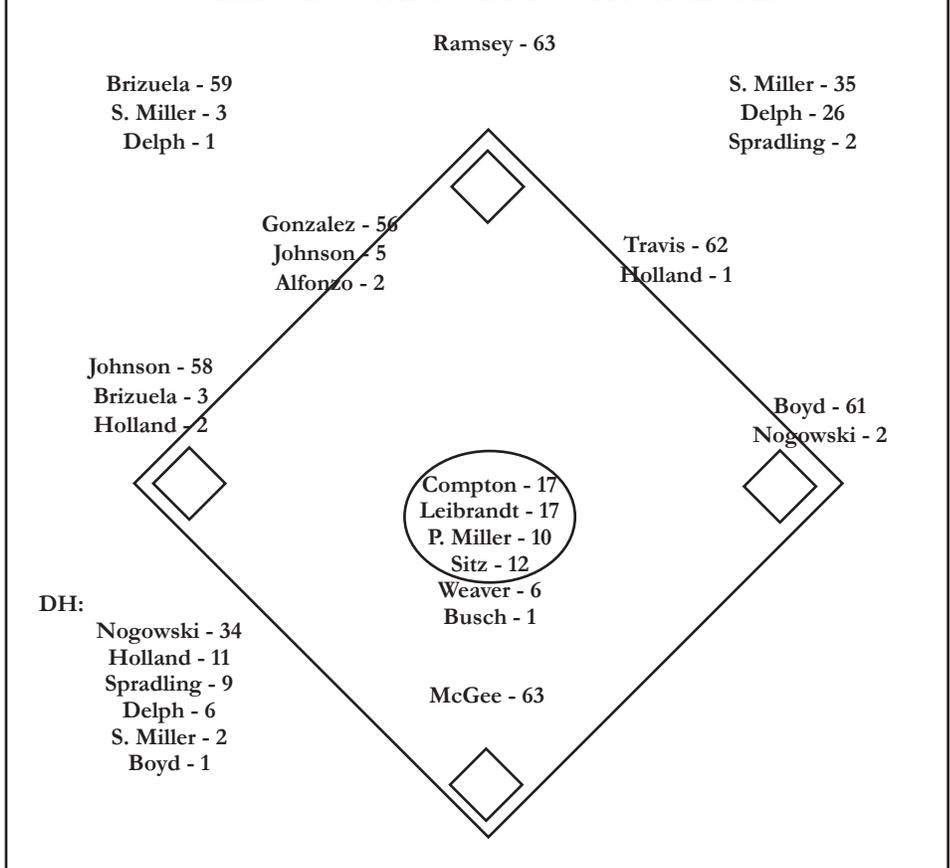 Ramsey - 63
Brizuela - 59
S. Miller - 3
Delph - 1
S. Miller - 35
Delph - 26
Spradling - 2
Gonzalez - 56
Johnson - 5
Alfonzo - 2
Travis - 62
Holland - 1
Johnson - 58
Brizuela - 3
Holland - 2
Boyd - 61
Nogowski - 2
Compton - 17
Leibrandt - 17
P. Miller - 10
Sitz - 12
Weaver - 6
Busch - 1
DH:
Nogowski - 34
Holland - 11
Spradling - 9
Delph - 6
S. Miller - 2
Boyd - 1
McGee - 63